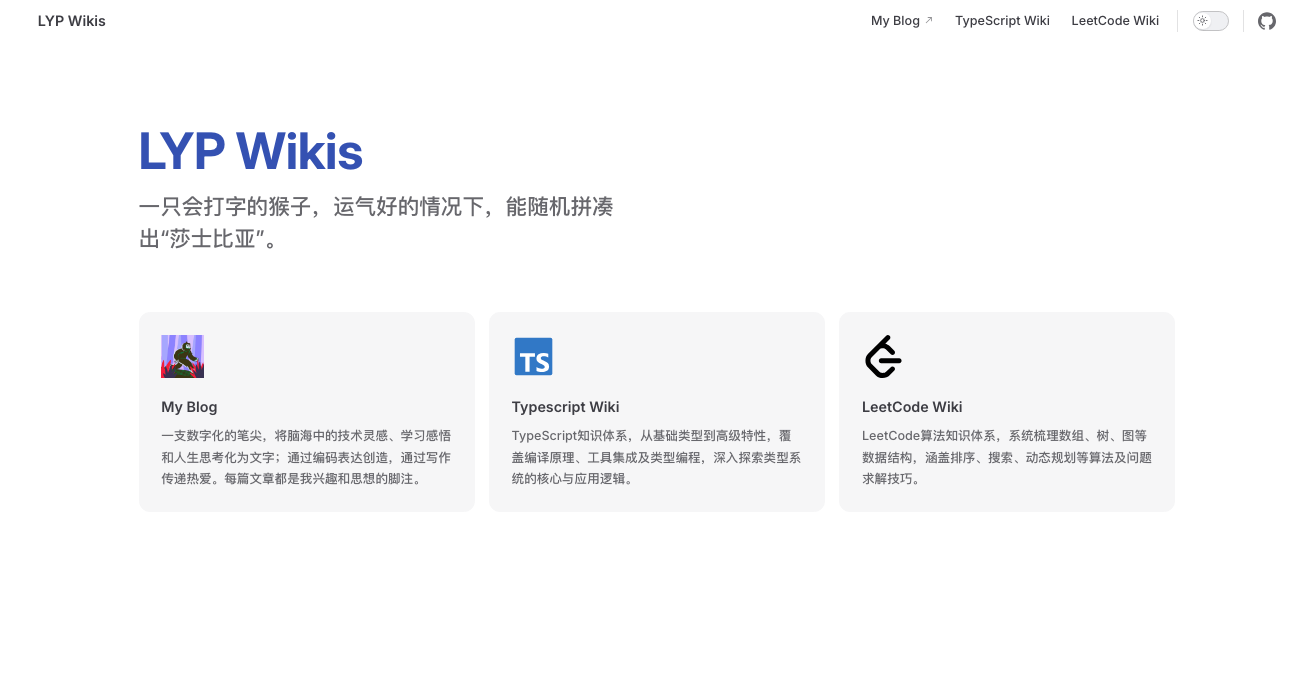 LYP Wikis
My Blog
TypeScript Wiki
LeetCode Wiki
LYP Wikis
一只会打字的猴子，运气好的情况下，能随机拼凑
出“莎士比亚”。
TS
My Blog
一支数字化的笔尖，将脑海中的技术灵感、学习感悟
和人生思考化为文字；通过编码表达创造，通过写作
传递热爱。每篇文章都是我兴趣和思想的脚注。
Typescript Wiki
TypeScript知识体系，从基础类型到高级特性，覆
盖编译原理、工具集成及类型编程，深入探索类型系
统的核心与应用逻辑。
LeetCode Wiki
LeetCode算法知识体系，系统梳理数组、树、图等
数据结构，涵盖排序、搜索、动态规划等算法及问题
求解技巧。